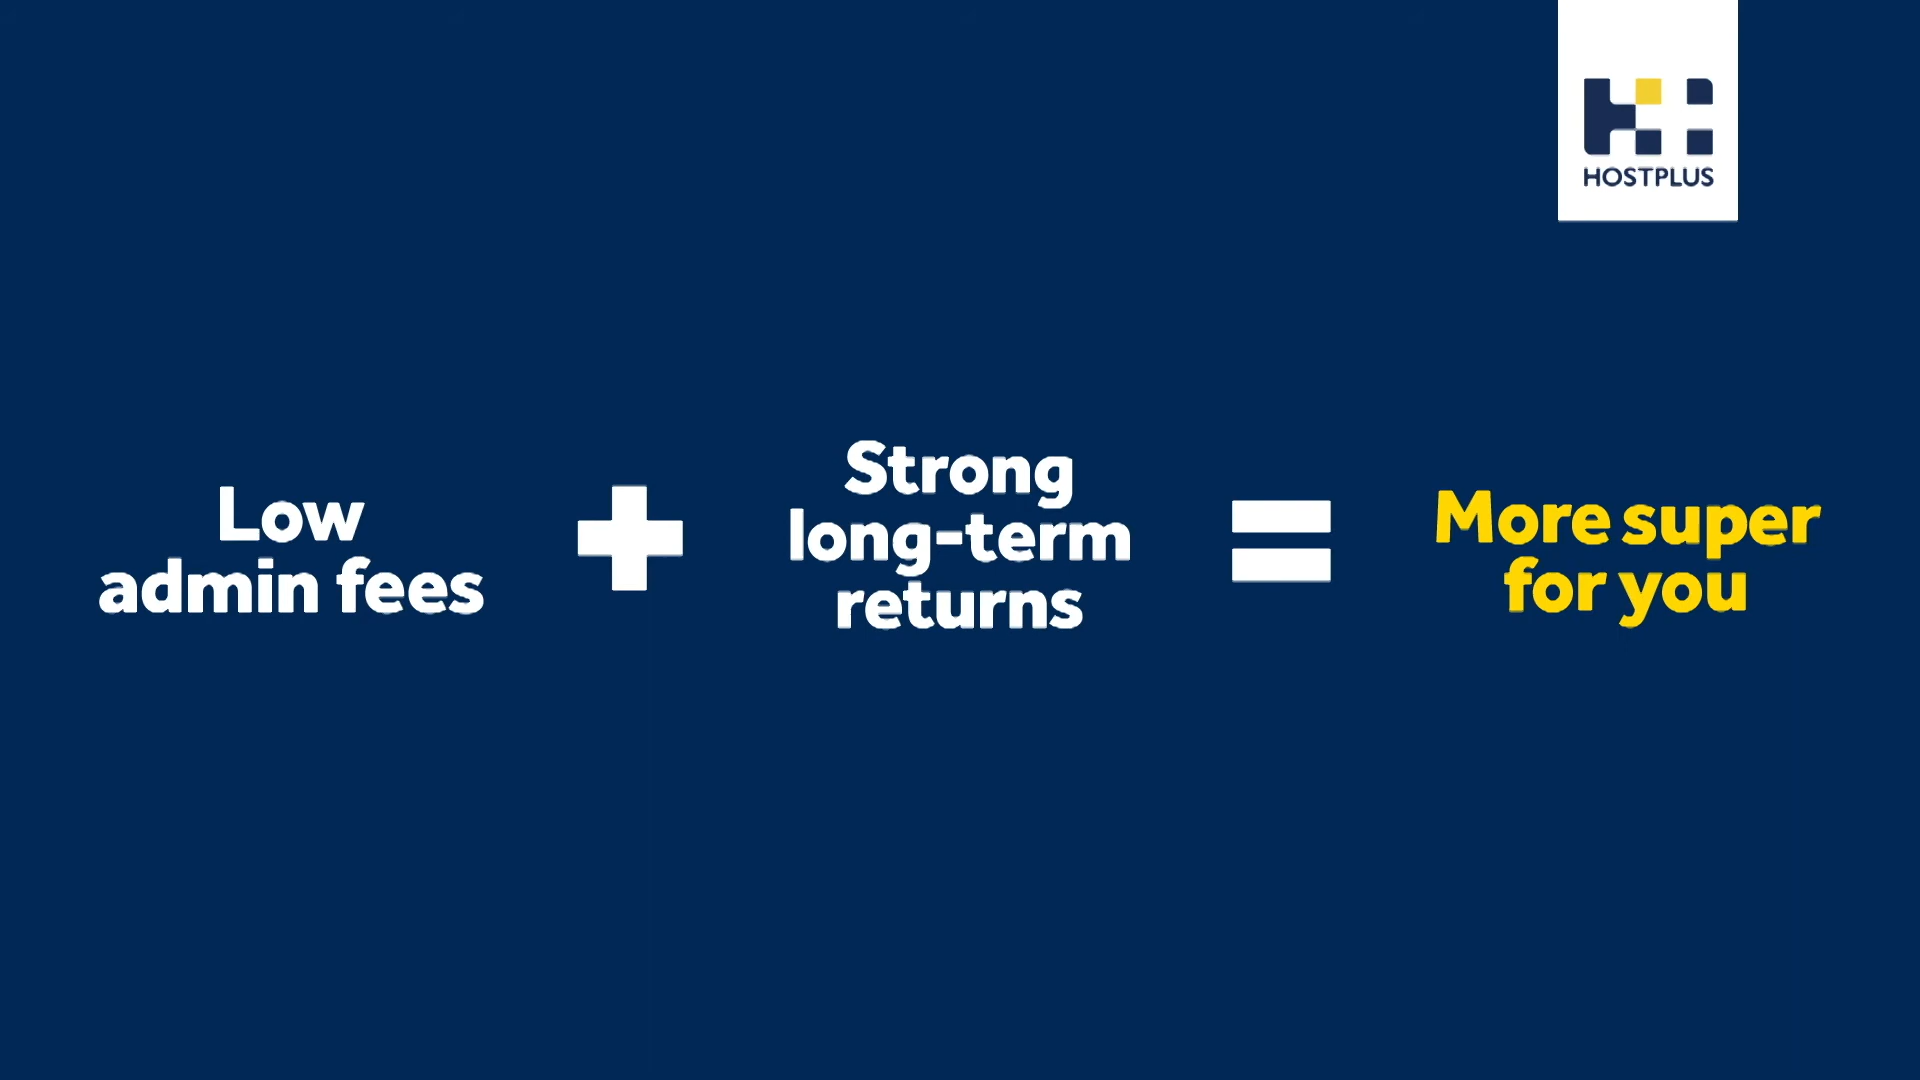 HOSTPLUS
Low
admin fees
+
Strong
long-term
returns
=
More super
for you